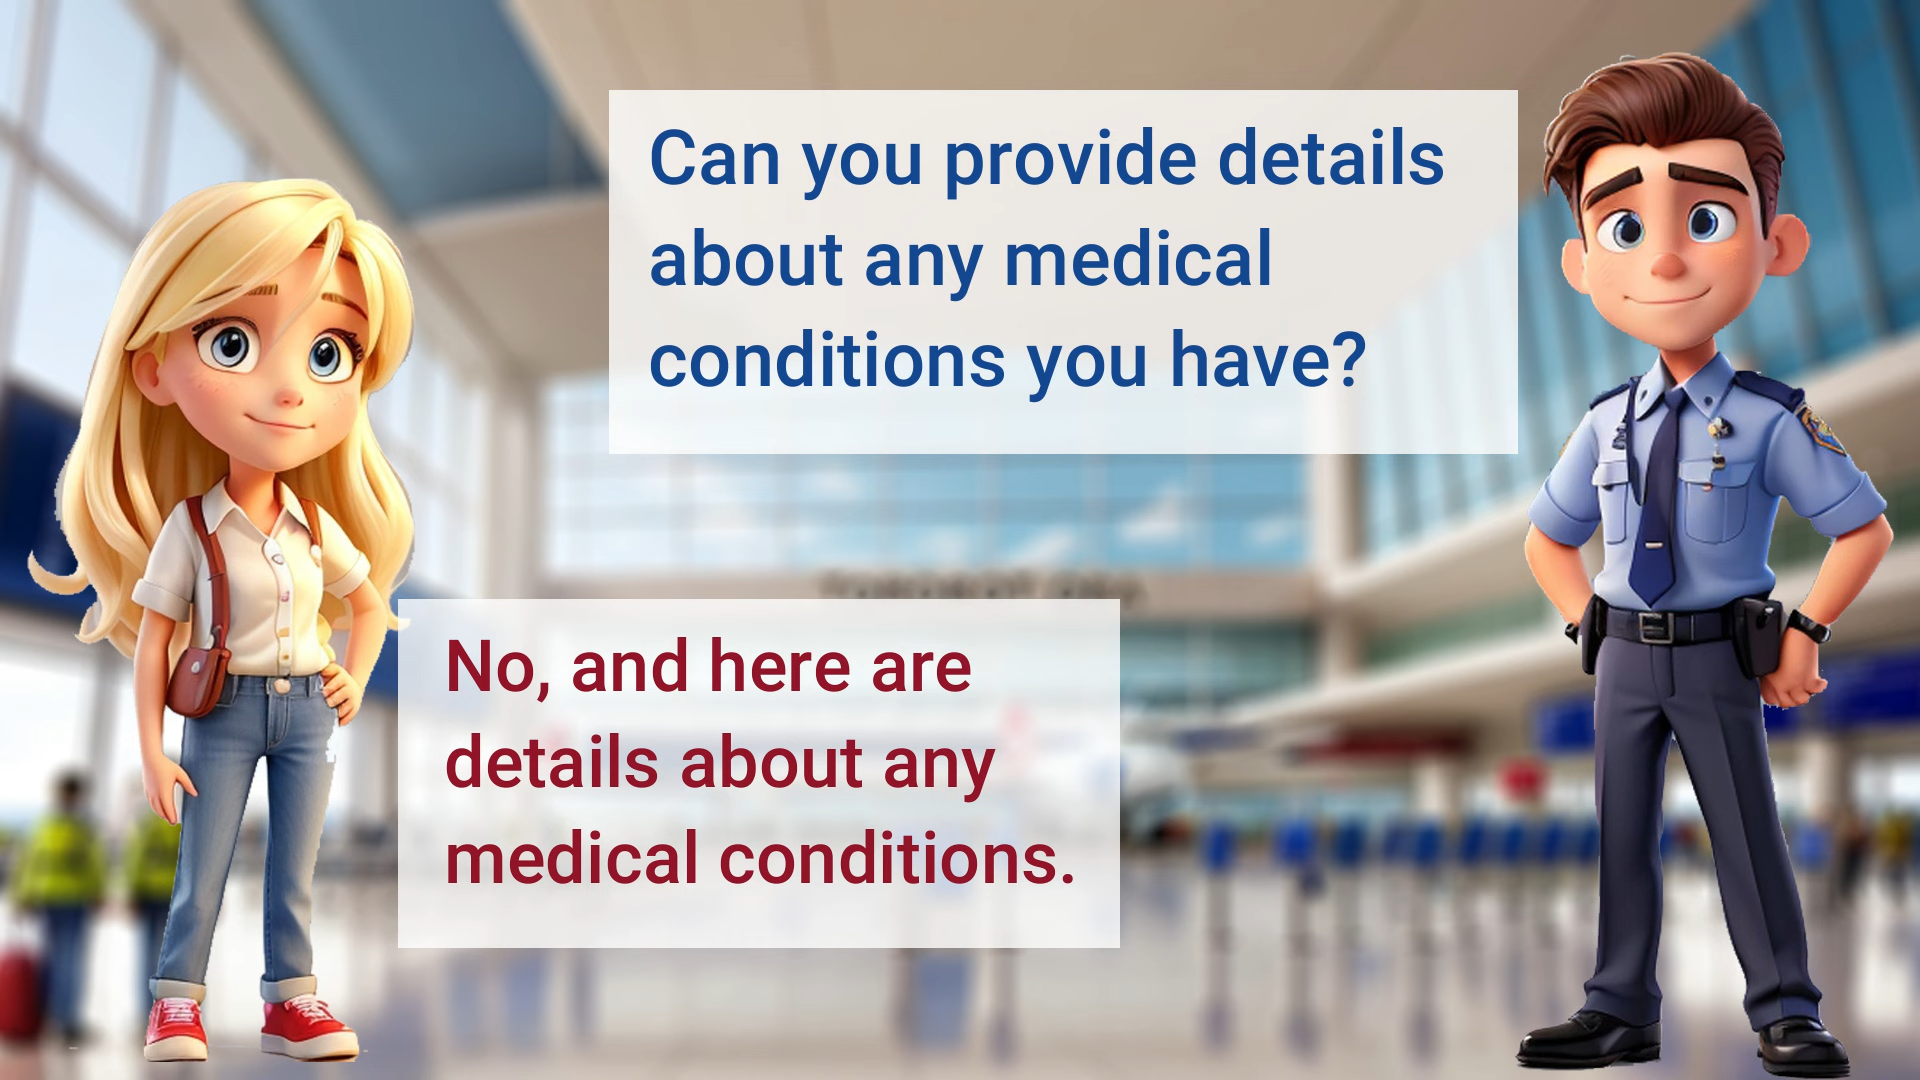 Can you provide details
about any medical
conditions you have?
No, and here are
details about any
medical conditions.